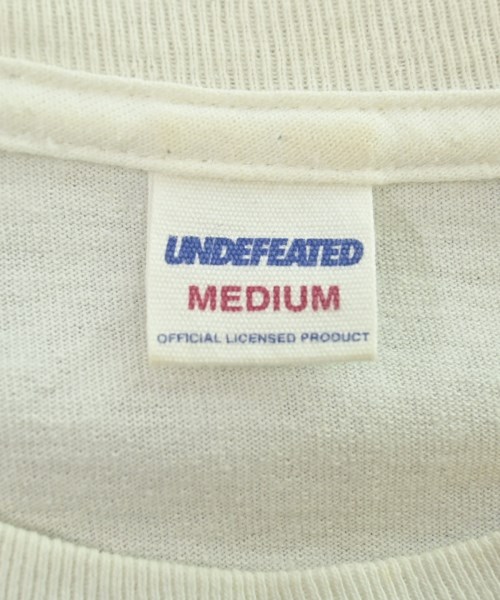 UNDEFEATED
MEDIUM
OFFICIAL LICENSED PRODUCT